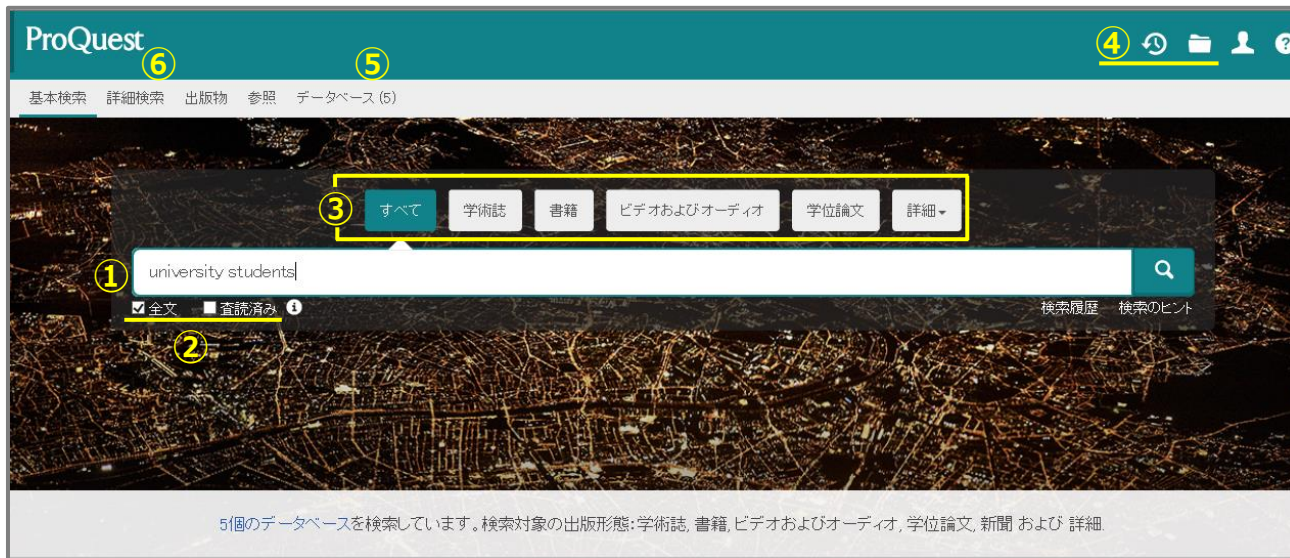 ProQuest
④
⑥ ⑤
基本検索 詳細検索 出版物 参照 データベース (5)
③ すべて 学術誌 書籍 ビデオおよびオーディオ 学位論文 詳細
① university students
全文 査読済み 検索履歴 検索のヒント
②
5個のデータベースを検索しています。検索対象の出版形態:学術誌, 書籍, ビデオおよびオーディオ, 学位論文, 新聞 および 詳細.